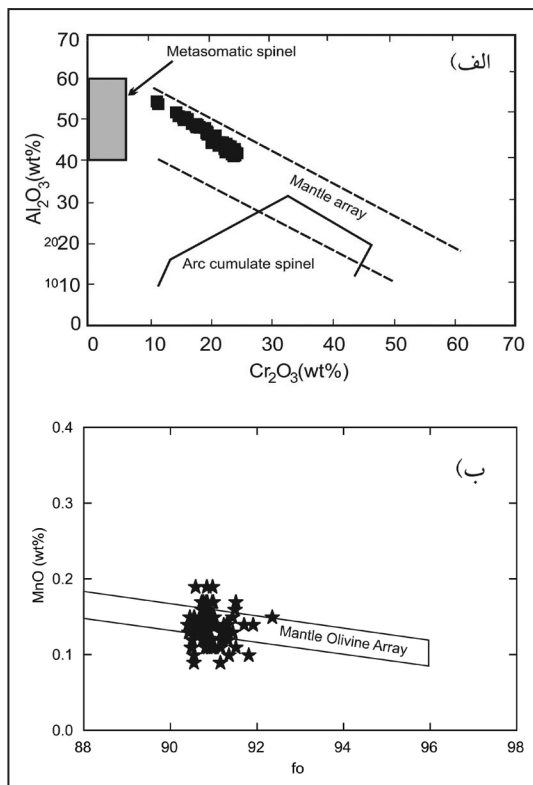 70
60
50
40
30
20
20
10
10
0
Al2O3(wt%)
Metasomatic spinel
الف)
Mantle array
Arc cumulate spinel
0 10 20 30 40 50 60 70
Cr2O3(wt%)
0.4
0.3
0.2
0.1
0.0
MnO (wt%)
ب)
Mantle Olivine Array
88 90 92 94 96 98
fo